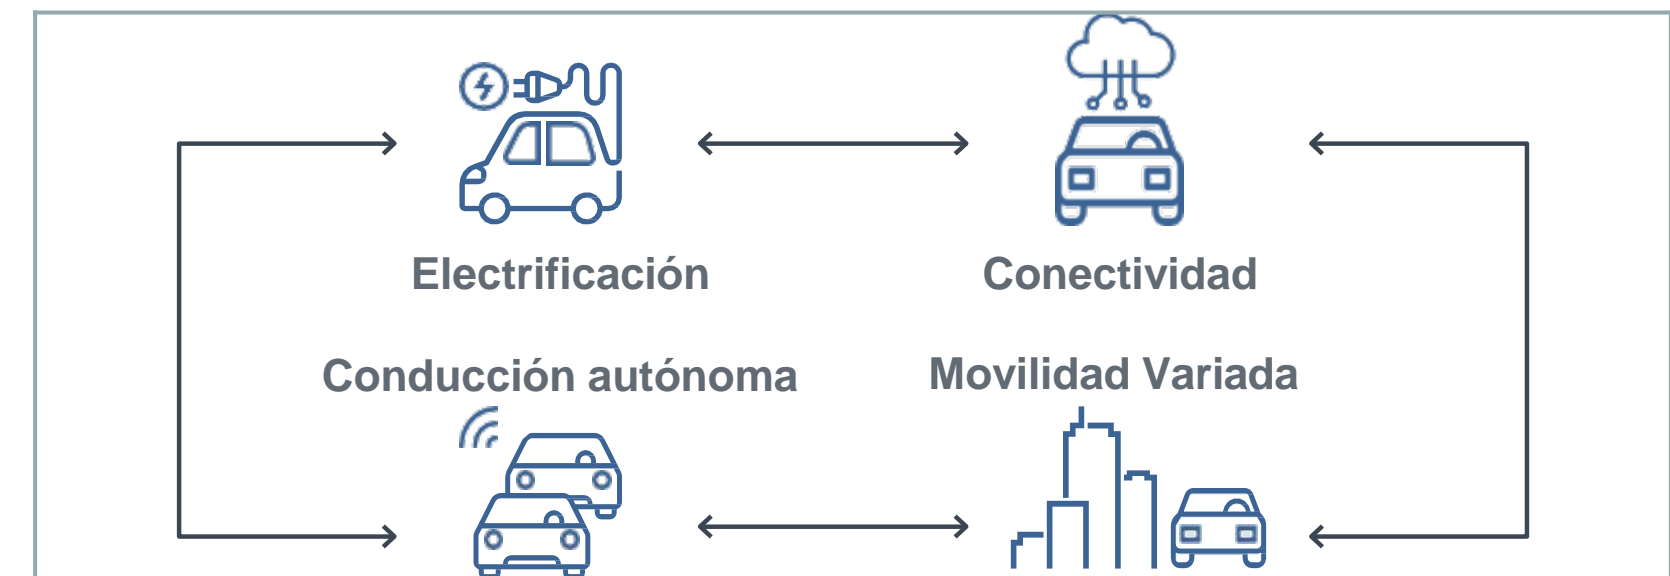 Electrificación
Conectividad
Conducción autónoma
Movilidad Variada